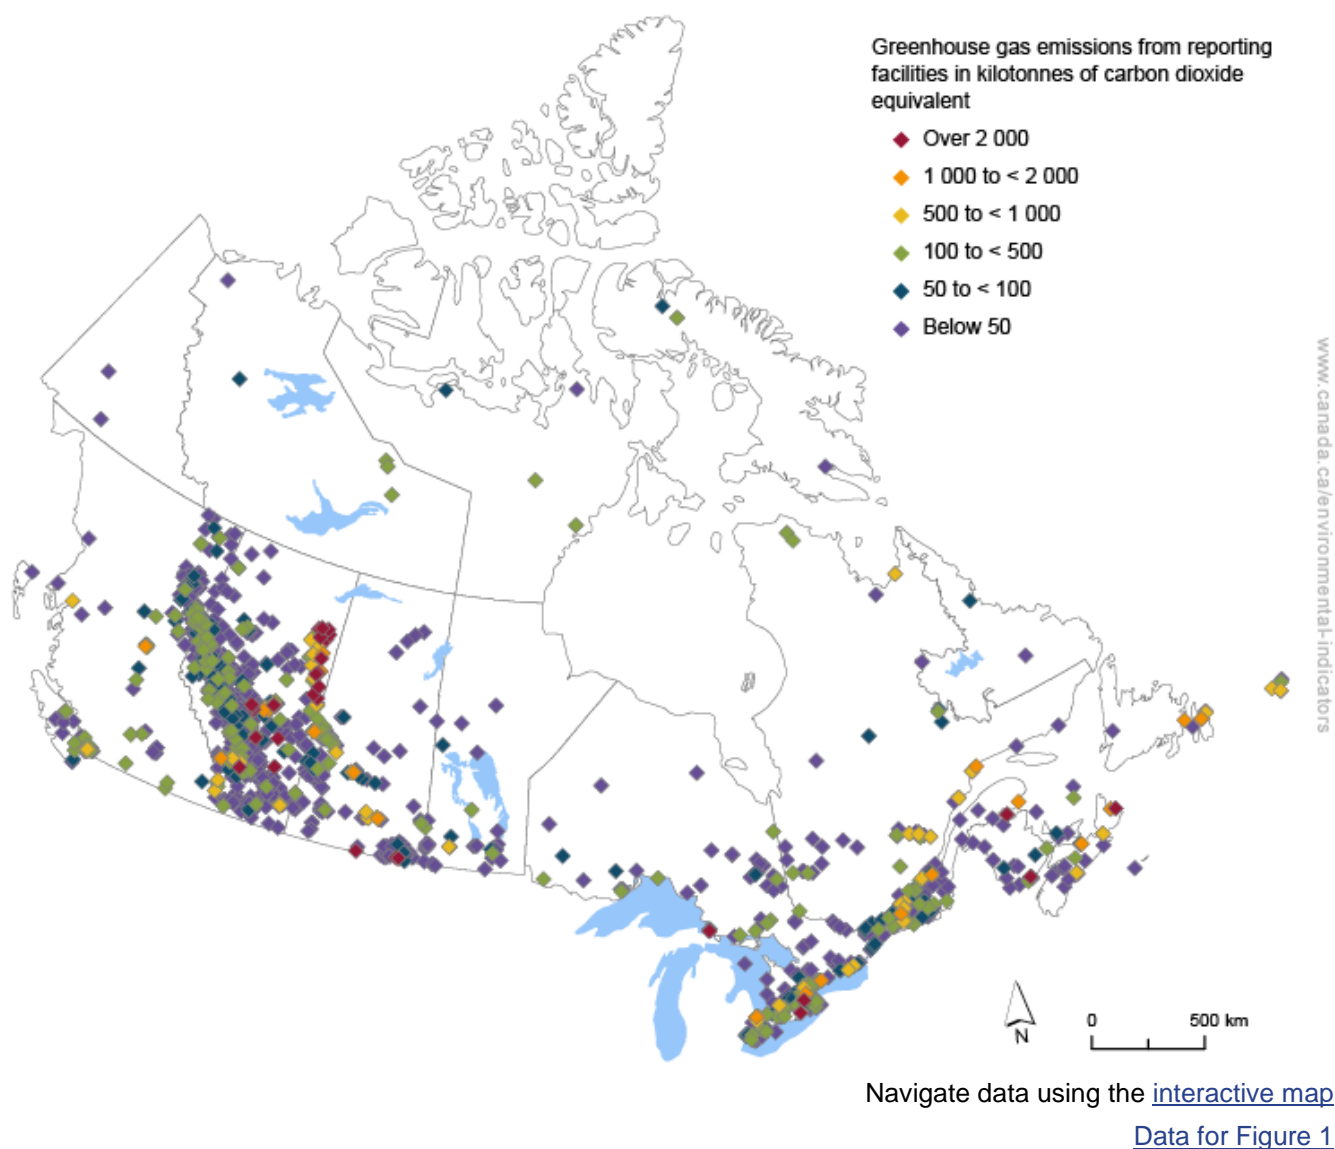 Greenhouse gas emissions from reporting
facilities in kilotonnes of carbon dioxide
equivalent
Over 2 000
1 000 to < 2 000
500 to < 1 000
100 to < 500
50 to < 100
Below 50
www.canada.ca/environmental-indicators
N
0 500 km
Navigate data using the interactive map
Data for Figure 1